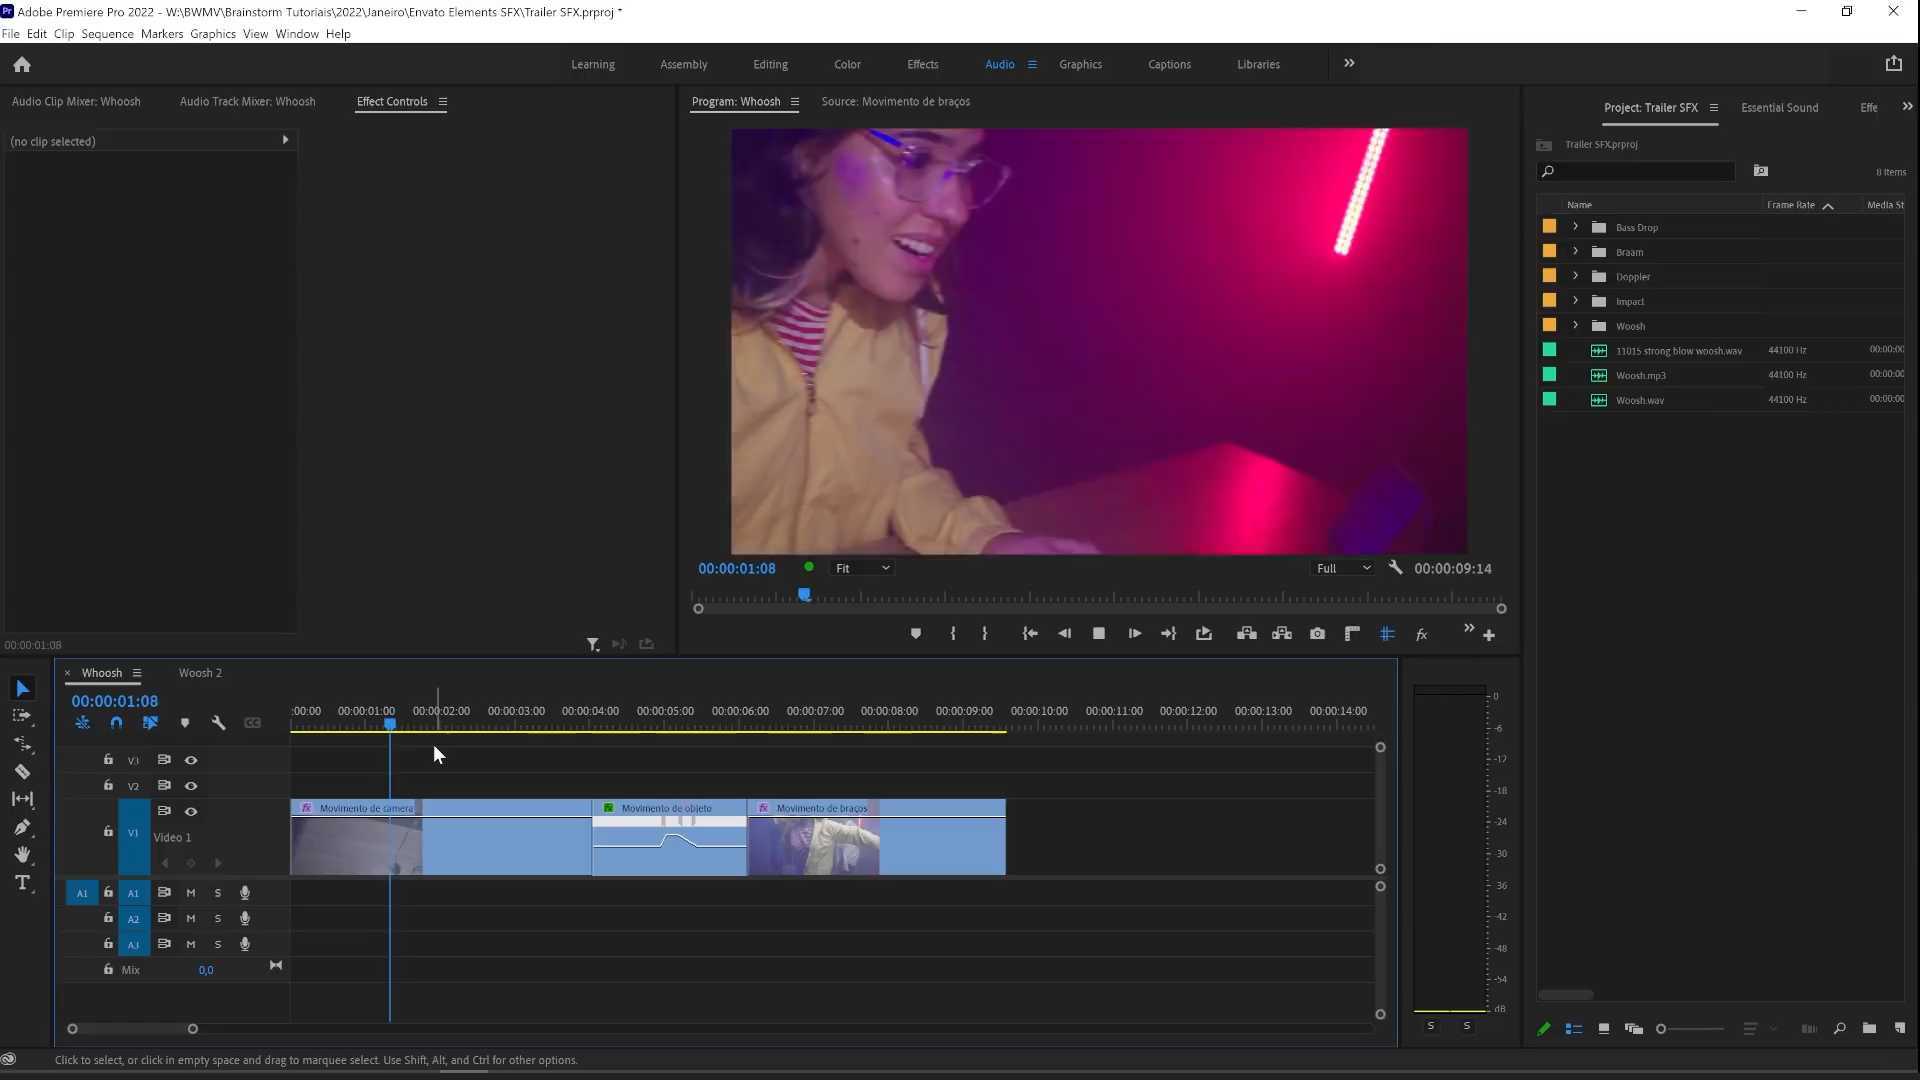 Adobe Premiere Pro 2022 - W:\BWMV\Brainstorm Tutoriais\2022\Janeiro\Envato Elements SFX\Trailer SFX.prproj *
File Edit Clip Sequence Markers Graphics View Window Help
Learning Assembly Editing Color Effects Audio Graphics Captions Libraries
Audio Clip Mixer: Whoosh Audio Track Mixer: Whoosh Effect Controls
Program: Whoosh Source: Movimento de braços
Project: Trailer SFX Essential Sound Effe
(no clip selected)
Trailer SFX.prproj
8 Items
Name Frame Rate Media St
Bass Drop
Braam
Doppler
Impact
Woosh
11015 strong blow woosh.wav 44100 Hz 00:00:00
Woosh.mp3 44100 Hz 00:00:00
Woosh.wav 44100 Hz 00:00:00
00:00:01:08 Fit Full 00:00:09:14
00:00:01:08
Whoosh Woosh 2
00:00:01:08
:00:00 00:00:01:00 00:00:02:00 00:00:03:00 00:00:04:00 00:00:05:00 00:00:06:00 00:00:07:00 00:00:08:00 00:00:09:00 00:00:10:00 00:00:11:00 00:00:12:00 00:00:13:00 00:00:14:00
V3
V2
Movimento de camera Movimento de objeto Movimento de braços
V1 Video 1
A1 A1 M S
A2 M S
A3 M S
Mix 0,0
0
-6
-12
-18
-24
-30
-36
-42
-48
-54
dB
S S
Click to select, or click in empty space and drag to marquee select. Use Shift, Alt, and Ctrl for other options.